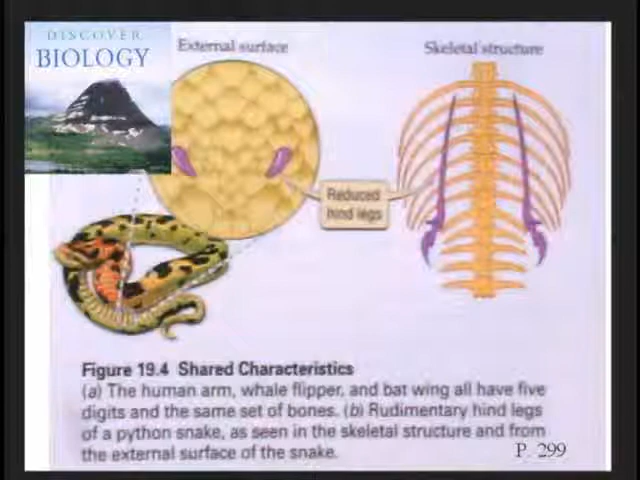 DISCOVER
BIOLOGY
External surface
Skeletal structure
Reduced
hind legs
Figure 19.4 Shared Characteristics
(a) The human arm, whale flipper, and bat wing all have five
digits and the same set of bones. (b) Rudimentary hind legs
of a python snake, as seen in the skeletal structure and from
the external surface of the snake.
P. 299